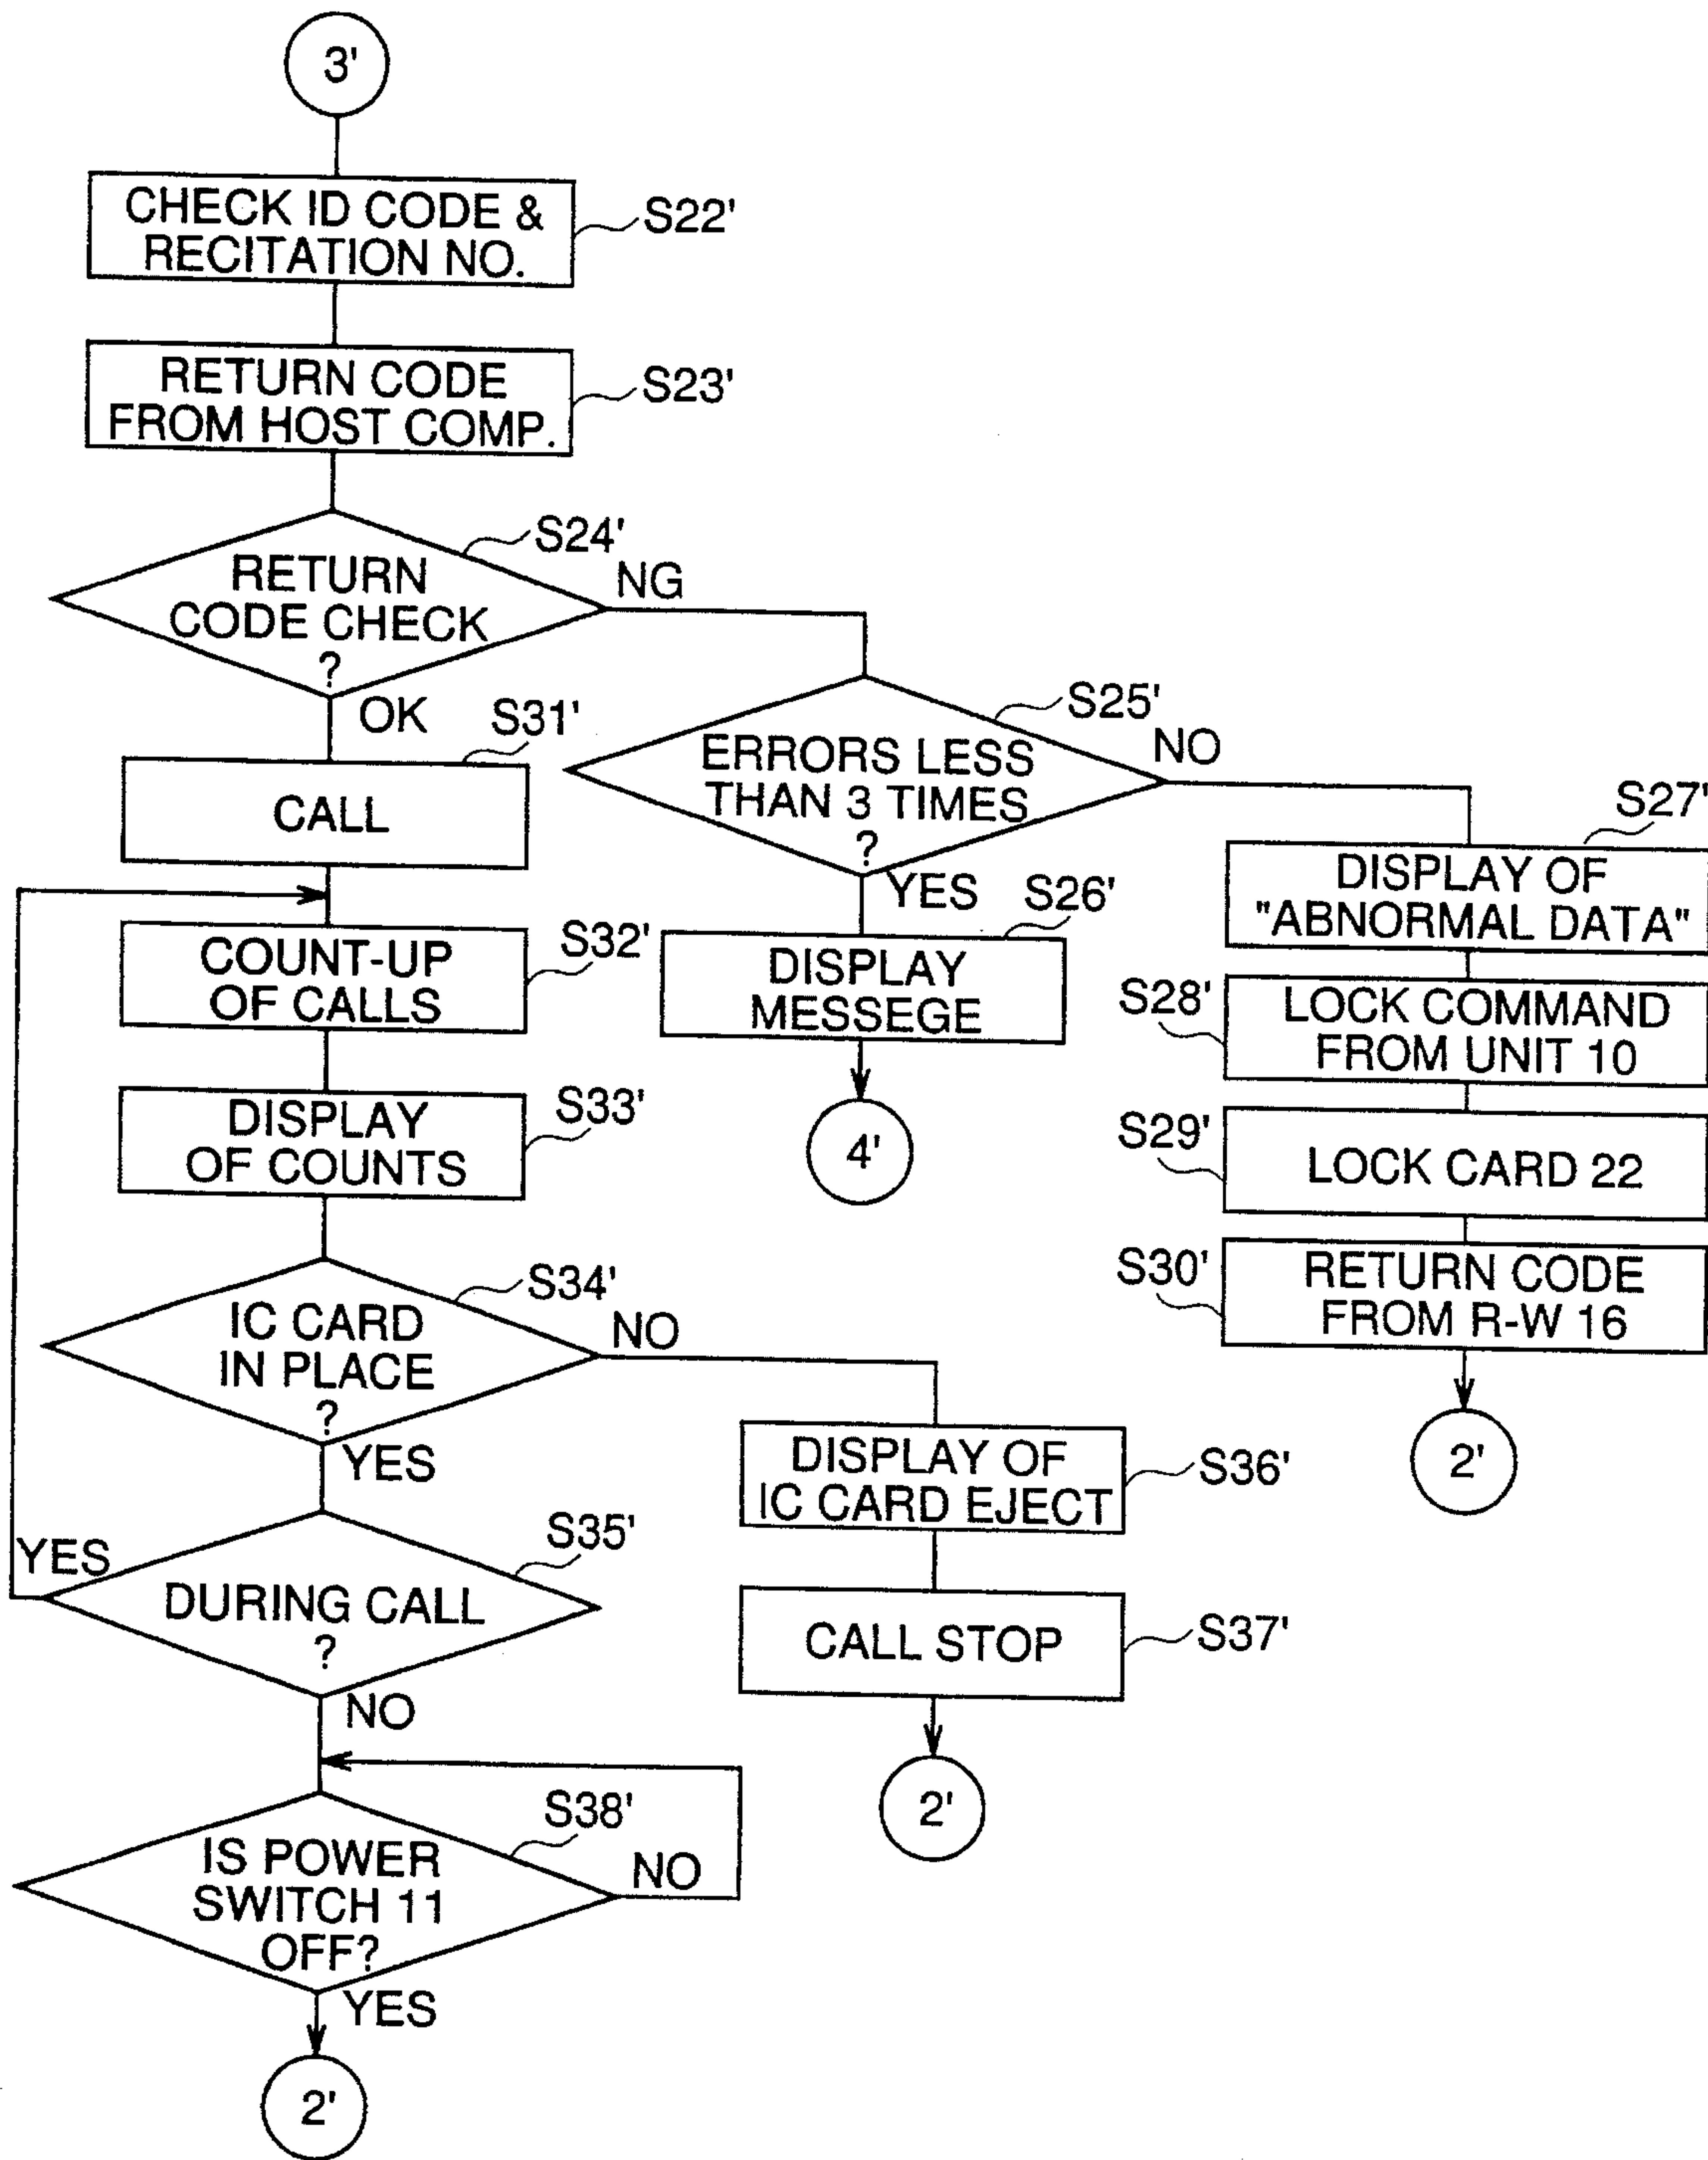 3'
CHECK ID CODE &
RECITATION NO.
S22'
RETURN CODE
FROM HOST COMP.
S23'
S24'
RETURN
CODE CHECK
?
NG
OK
S31'
CALL
S25'
ERRORS LESS
THAN 3 TIMES
?
NO
YES
S26'
DISPLAY
MESSEGE
4'
S27'
DISPLAY OF
"ABNORMAL DATA"
S28'
LOCK COMMAND
FROM UNIT 10
S29'
LOCK CARD 22
S30'
RETURN CODE
FROM R-W 16
2'
COUNT-UP
OF CALLS
S32'
DISPLAY
OF COUNTS
S33'
S34'
IC CARD
IN PLACE
?
NO
YES
DISPLAY OF
IC CARD EJECT
S36'
CALL STOP
S37'
2'
S35'
YES
DURING CALL
?
NO
S38'
IS POWER
SWITCH 11
OFF?
NO
YES
2'